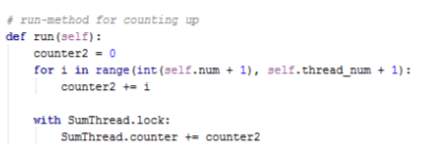 # run-method for counting up
def run(self):
    counter2 = 0
    for i in range(int(self.num + 1), self.thread_num + 1):
        counter2 += i

    with SumThread.lock:
        SumThread.counter += counter2